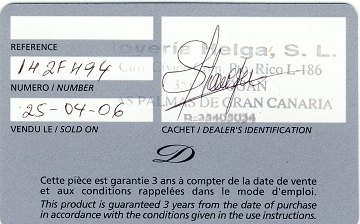 REFERENCE
142F494
NUMERO / NUMBER
25-04-06
VENDU LE / SOLD ON
Joyería Helga, S. L.
Rico L-186
LAS PALMAS DE GRAN CANARIA
CACHET / DEALER'S IDENTIFICATION
D
Cette pièce est garantie 3 ans à compter de la date de vente
et aux conditions rappelées dans le mode d'emploi.
This product is guaranteed 3 years from the date of purchase
in accordance with the conditions given in the use instructions.